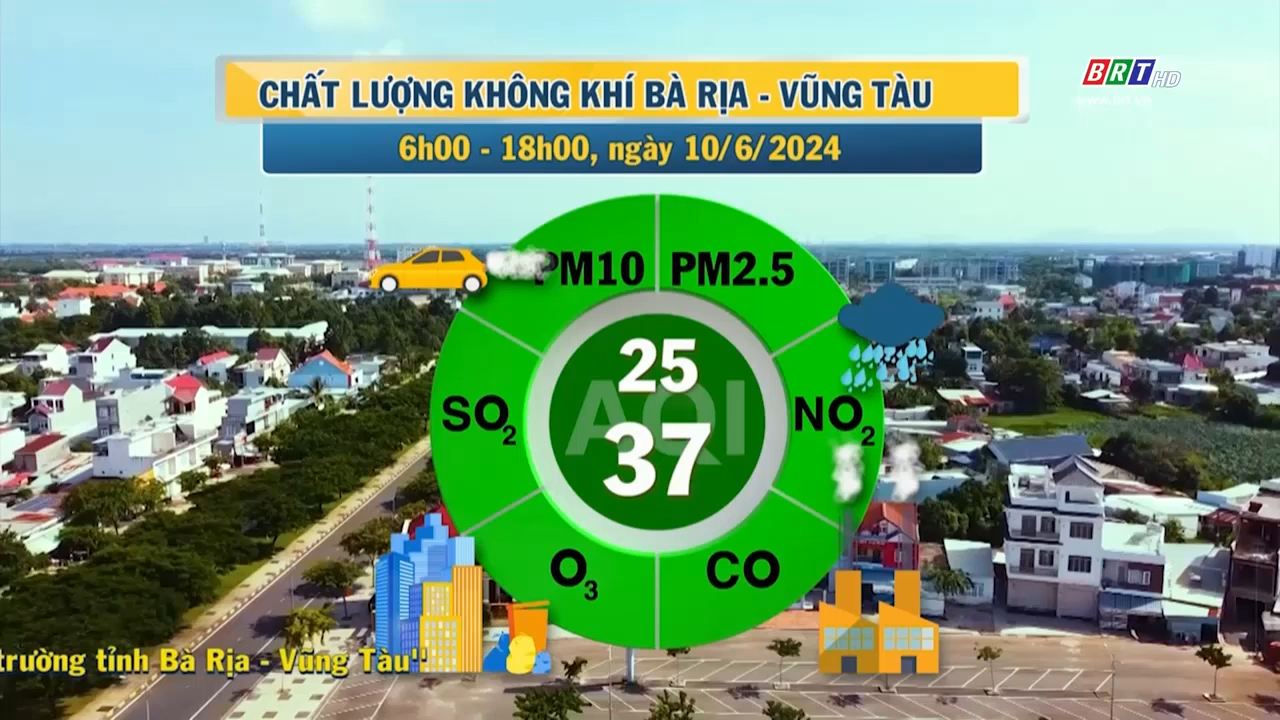 BRT HD
CHẤT LƯỢNG KHÔNG KHÍ BÀ RỊA - VŨNG TÀU
6h00 - 18h00, ngày 10/6/2024
PM10 PM2.5
25
AQI
SO2 NO2
37
O3 CO
trường tỉnh Bà Rịa - Vũng Tàu"